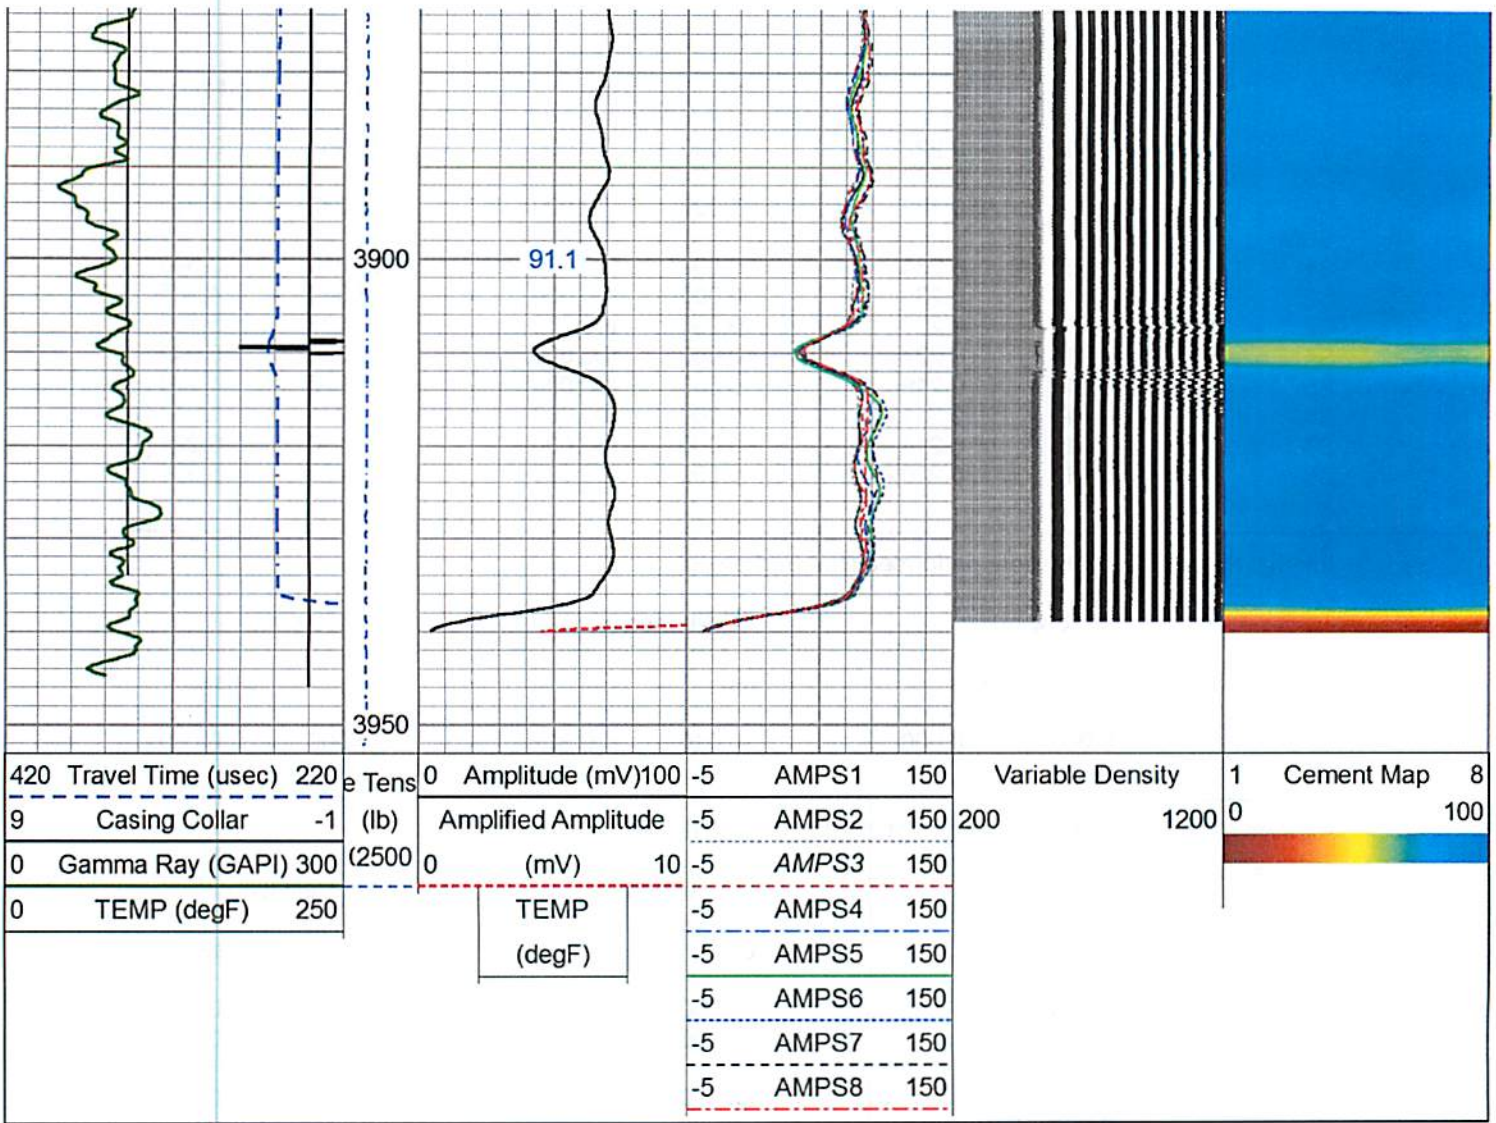 3900
91.1
3950
420 Travel Time (usec) 220
9 Casing Collar -1
0 Gamma Ray (GAPI) 300
0 TEMP (degF) 250
e Tens
(lb)
(2500
0 Amplitude (mV)100
Amplified Amplitude
0 (mV) 10
TEMP
(degF)
-5 AMPS1 150
-5 AMPS2 150
-5 AMPS3 150
-5 AMPS4 150
-5 AMPS5 150
-5 AMPS6 150
-5 AMPS7 150
-5 AMPS8 150
Variable Density
200 1200
1 Cement Map 8
0 100